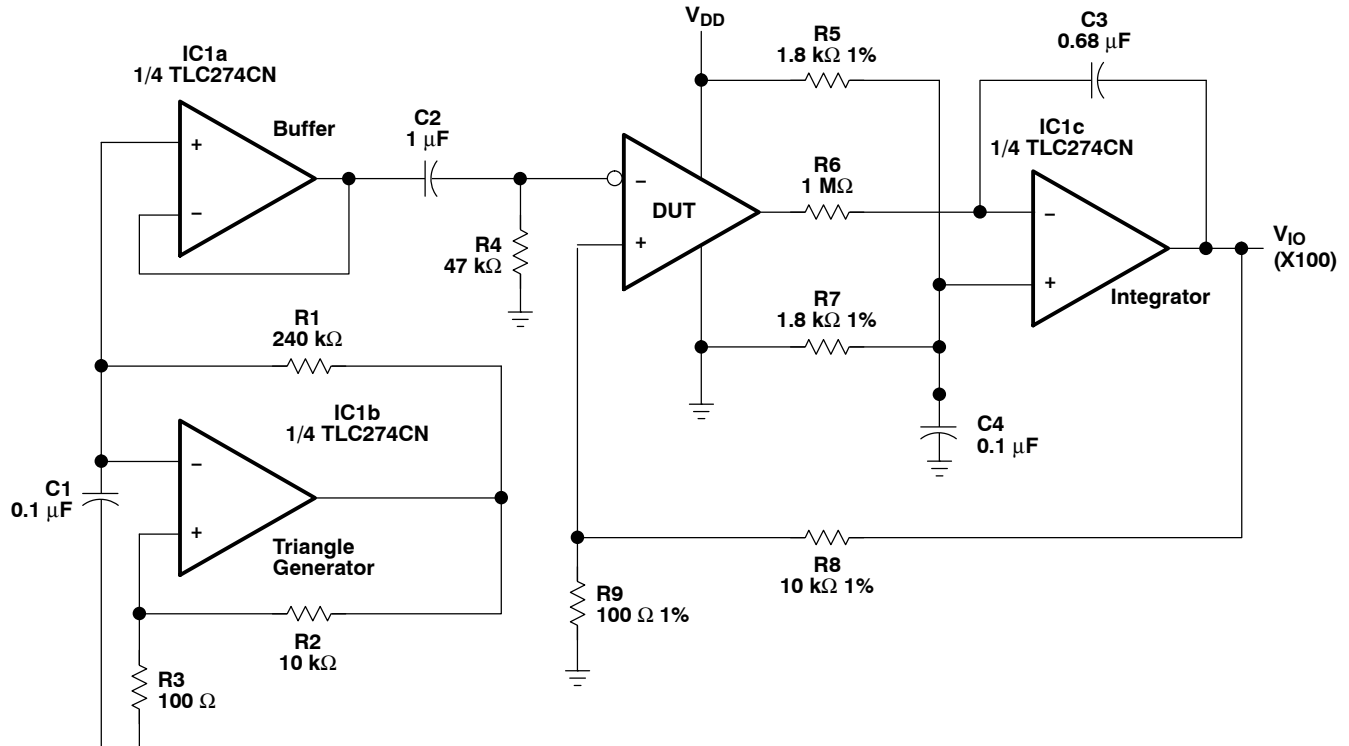 IC1a
1/4 TLC274CN
Buffer
+
−
C2
1 µF
R4
47 kΩ
VDD
DUT
−
+
R5
1.8 kΩ 1%
R6
1 MΩ
R7
1.8 kΩ 1%
C3
0.68 µF
IC1c
1/4 TLC274CN
−
+
Integrator
VIO
(X100)
C4
0.1 µF
R1
240 kΩ
IC1b
1/4 TLC274CN
−
+
C1
0.1 µF
Triangle
Generator
R2
10 kΩ
R3
100 Ω
R8
10 kΩ 1%
R9
100 Ω 1%